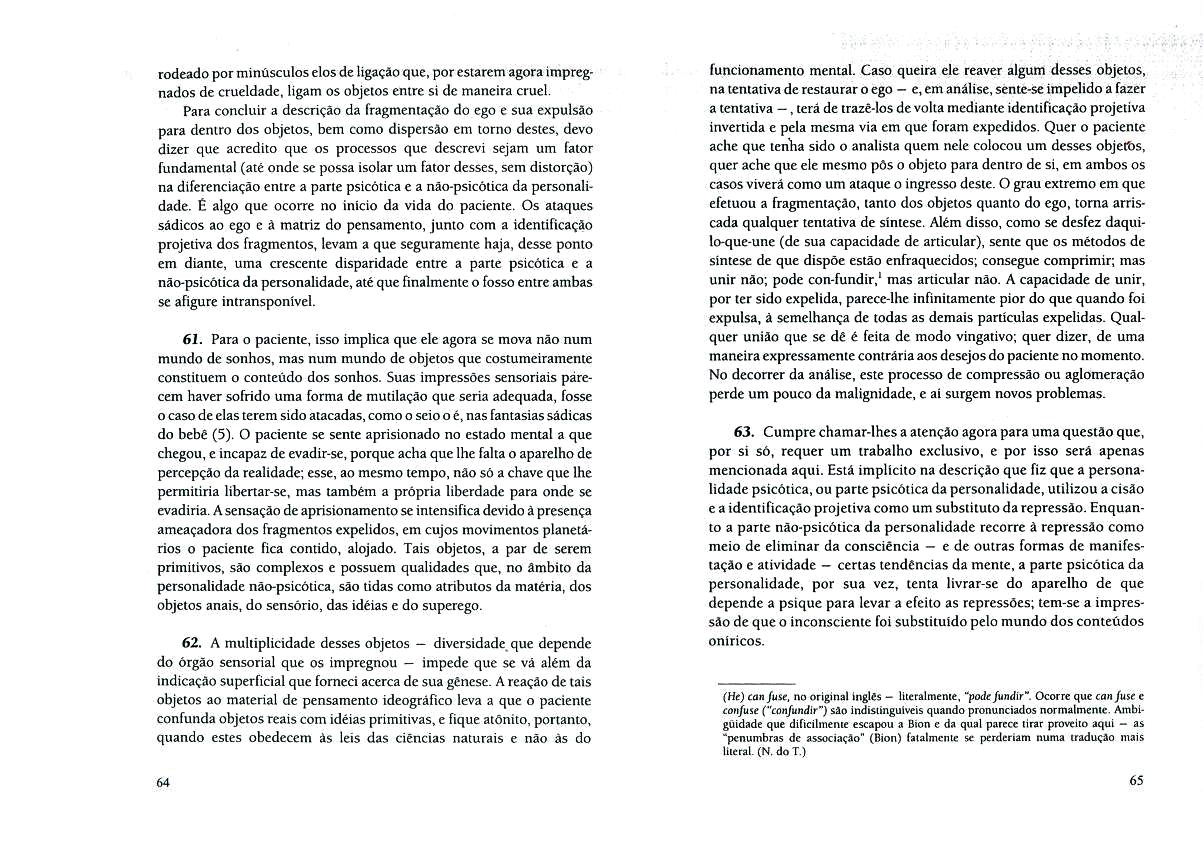 rodeado por minúsculos elos de ligação que, por estarem agora impreg-
nados de crueldade, ligam os objetos entre si de maneira cruel.
Para concluir a descrição da fragmentação do ego e sua expulsão
para dentro dos objetos, bem como dispersão em torno destes, devo
dizer que acredito que os processos que descrevi sejam um fator
fundamental (até onde se possa isolar um fator desses, sem distorção)
na diferenciação entre a parte psicótica e a não-psicótica da personali-
dade. É algo que ocorre no início da vida do paciente. Os ataques
sádicos ao ego e à matriz do pensamento, junto com a identificação
projetiva dos fragmentos, levam a que seguramente haja, desse ponto
em diante, uma crescente disparidade entre a parte psicótica e a
não-psicótica da personalidade, até que finalmente o fosso entre ambas
se afigure intransponível.
61. Para o paciente, isso implica que ele agora se mova não num
mundo de sonhos, mas num mundo de objetos que costumeiramente
constituem o conteúdo dos sonhos. Suas impressões sensoriais pare-
cem haver sofrido uma forma de mutilação que seria adequada, fosse
o caso de elas terem sido atacadas, como o seio o é, nas fantasias sádicas
do bebê (5). O paciente se sente aprisionado no estado mental a que
chegou, e incapaz de evadir-se, porque acha que lhe falta o aparelho de
percepção da realidade; esse, ao mesmo tempo, não só a chave que lhe
permitiria libertar-se, mas também a própria liberdade para onde se
evadiria. A sensação de aprisionamento se intensifica devido à presença
ameaçadora dos fragmentos expelidos, em cujos movimentos planetá-
rios o paciente fica contido, alojado. Tais objetos, a par de serem
primitivos, são complexos e possuem qualidades que, no âmbito da
personalidade não-psicótica, são tidas como atributos da matéria, dos
objetos anais, do sensório, das idéias e do superego.
62. A multiplicidade desses objetos — diversidade que depende
do órgão sensorial que os impregnou — impede que se vá além da
indicação superficial que forneci acerca de sua gênese. A reação de tais
objetos ao material de pensamento ideográfico leva a que o paciente
confunda objetos reais com idéias primitivas, e fique atônito, portanto,
quando estes obedecem às leis das ciências naturais e não às do
64
funcionamento mental. Caso queira ele reaver algum desses objetos,
na tentativa de restaurar o ego — e, em análise, sente-se impelido a fazer
a tentativa —, terá de trazê-los de volta mediante identificação projetiva
invertida e pela mesma via em que foram expedidos. Quer o paciente
ache que tenha sido o analista quem nele colocou um desses objetos,
quer ache que ele mesmo pôs o objeto para dentro de si, em ambos os
casos viverá como um ataque o ingresso deste. O grau extremo em que
efetuou a fragmentação, tanto dos objetos quanto do ego, torna arris-
cada qualquer tentativa de síntese. Além disso, como se desfez daqui-
lo-que-une (de sua capacidade de articular), sente que os métodos de
síntese de que dispõe estão enfraquecidos; consegue comprimir; mas
unir não; pode con-fundir,¹ mas articular não. A capacidade de unir,
por ter sido expelida, parece-lhe infinitamente pior do que quando foi
expulsa, à semelhança de todas as demais partículas expelidas. Qual-
quer união que se dê é feita de modo vingativo; quer dizer, de uma
maneira expressamente contrária aos desejos do paciente no momento.
No decorrer da análise, este processo de compressão ou aglomeração
perde um pouco da malignidade, e aí surgem novos problemas.
63. Cumpre chamar-lhes a atenção agora para uma questão que,
por si só, requer um trabalho exclusivo, e por isso será apenas
mencionada aqui. Está implícito na descrição que fiz que a persona-
lidade psicótica, ou parte psicótica da personalidade, utilizou a cisão
e a identificação projetiva como um substituto da repressão. Enquan-
to a parte não-psicótica da personalidade recorre à repressão como
meio de eliminar da consciência — e de outras formas de manifes-
tação e atividade — certas tendências da mente, a parte psicótica da
personalidade, por sua vez, tenta livrar-se do aparelho de que
depende a psique para levar a efeito as repressões; tem-se a impres-
são de que o inconsciente foi substituído pelo mundo dos conteúdos
oníricos.
(He) can fuse, no original inglês — literalmente, "pode fundir". Ocorre que can fuse e
confuse ("confundir") são indistinguíveis quando pronunciados normalmente. Ambi-
güidade que dificilmente escapou a Bion e da qual parece tirar proveito aqui — as
"penumbras de associação" (Bion) fatalmente se perderiam numa tradução mais
literal. (N. do T.)
65